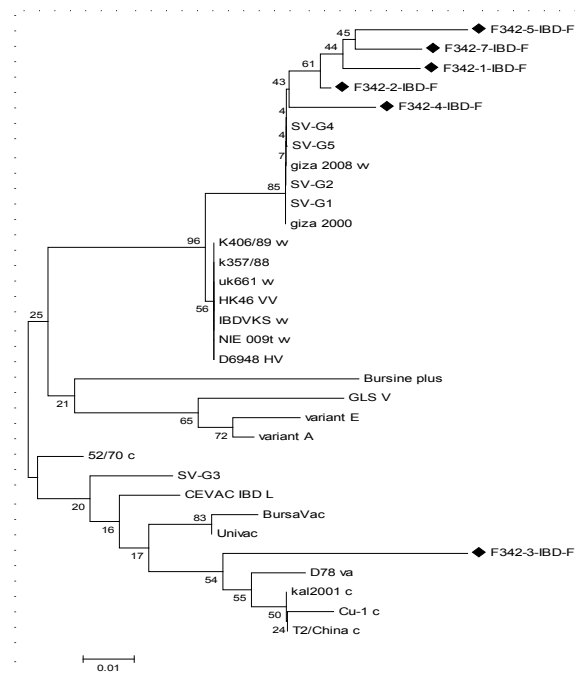 45
F342-5-IBD-F
44
F342-7-IBD-F
61
F342-1-IBD-F
43
F342-2-IBD-F
F342-4-IBD-F
4
SV-G4
4
SV-G5
7
giza 2008 w
SV-G2
85
SV-G1
giza 2000
96
K406/89 w
k357/88
uk661 w
HK46 VV
56
IBDVKS w
NIE 009t w
D6948 HV
25
Bursine plus
21
GLS V
65
variant E
72
variant A
52/70 c
SV-G3
20
CEVAC IBD L
16
BursaVac
83
Univac
17
F342-3-IBD-F
54
D78 va
55
kal2001 c
50
Cu-1 c
24
T2/China c
0.01